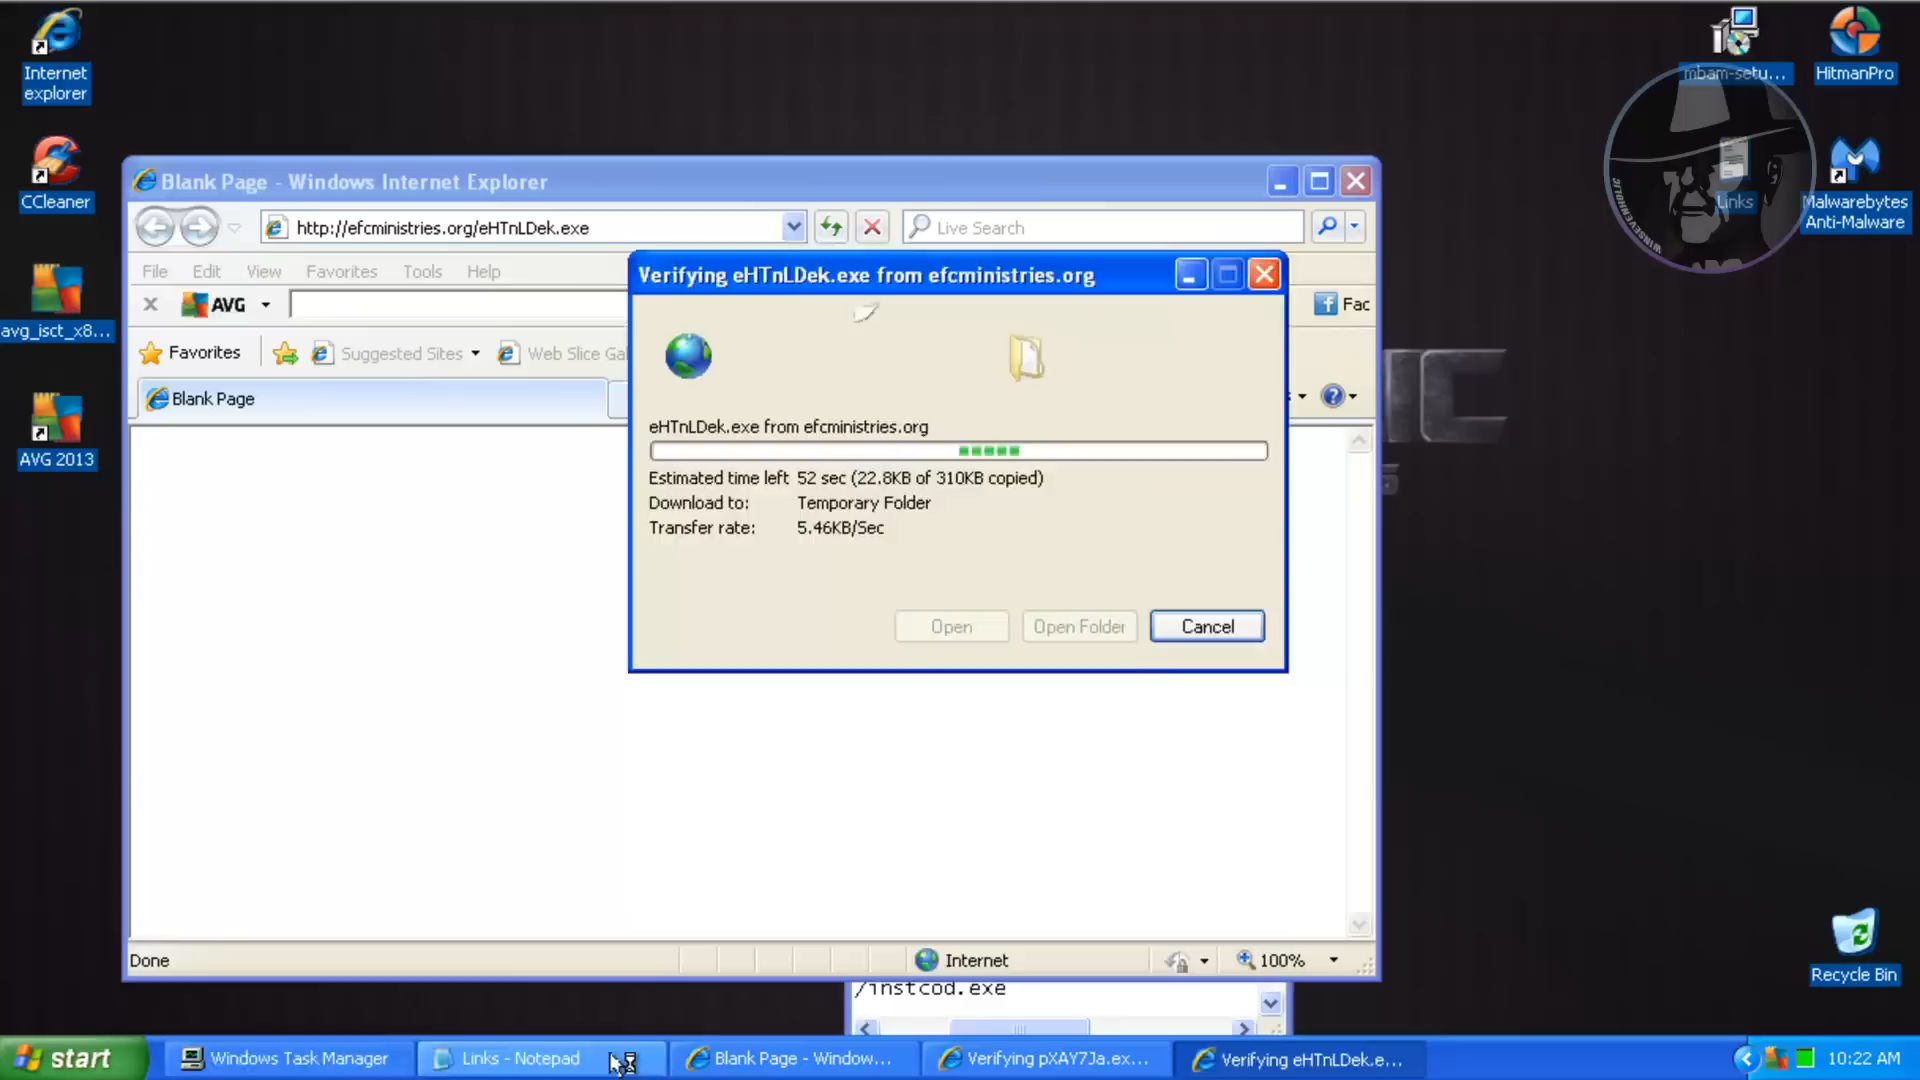 Internet
explorer
CCleaner
avg_isct_x8...
AVG 2013
mbam-setu...
HitmanPro
Links
Malwarebytes
Anti-Malware
WINSEVENHOLIC
Blank Page - Windows Internet Explorer
http://efcministries.org/eHTnLDek.exe
Live Search
File Edit View Favorites Tools Help
AVG
Fac
Favorites
Suggested Sites
Web Slice Gal
Blank Page
Verifying eHTnLDek.exe from efcministries.org
eHTnLDek.exe from efcministries.org
Estimated time left 52 sec (22.8KB of 310KB copied)
Download to: Temporary Folder
Transfer rate: 5.46KB/Sec
Open
Open Folder
Cancel
Done
Internet
100%
/instcod.exe
Recycle Bin
start
Windows Task Manager
Links - Notepad
Blank Page - Window...
Verifying pXAY7Ja.ex...
Verifying eHTnLDek.e...
10:22 AM